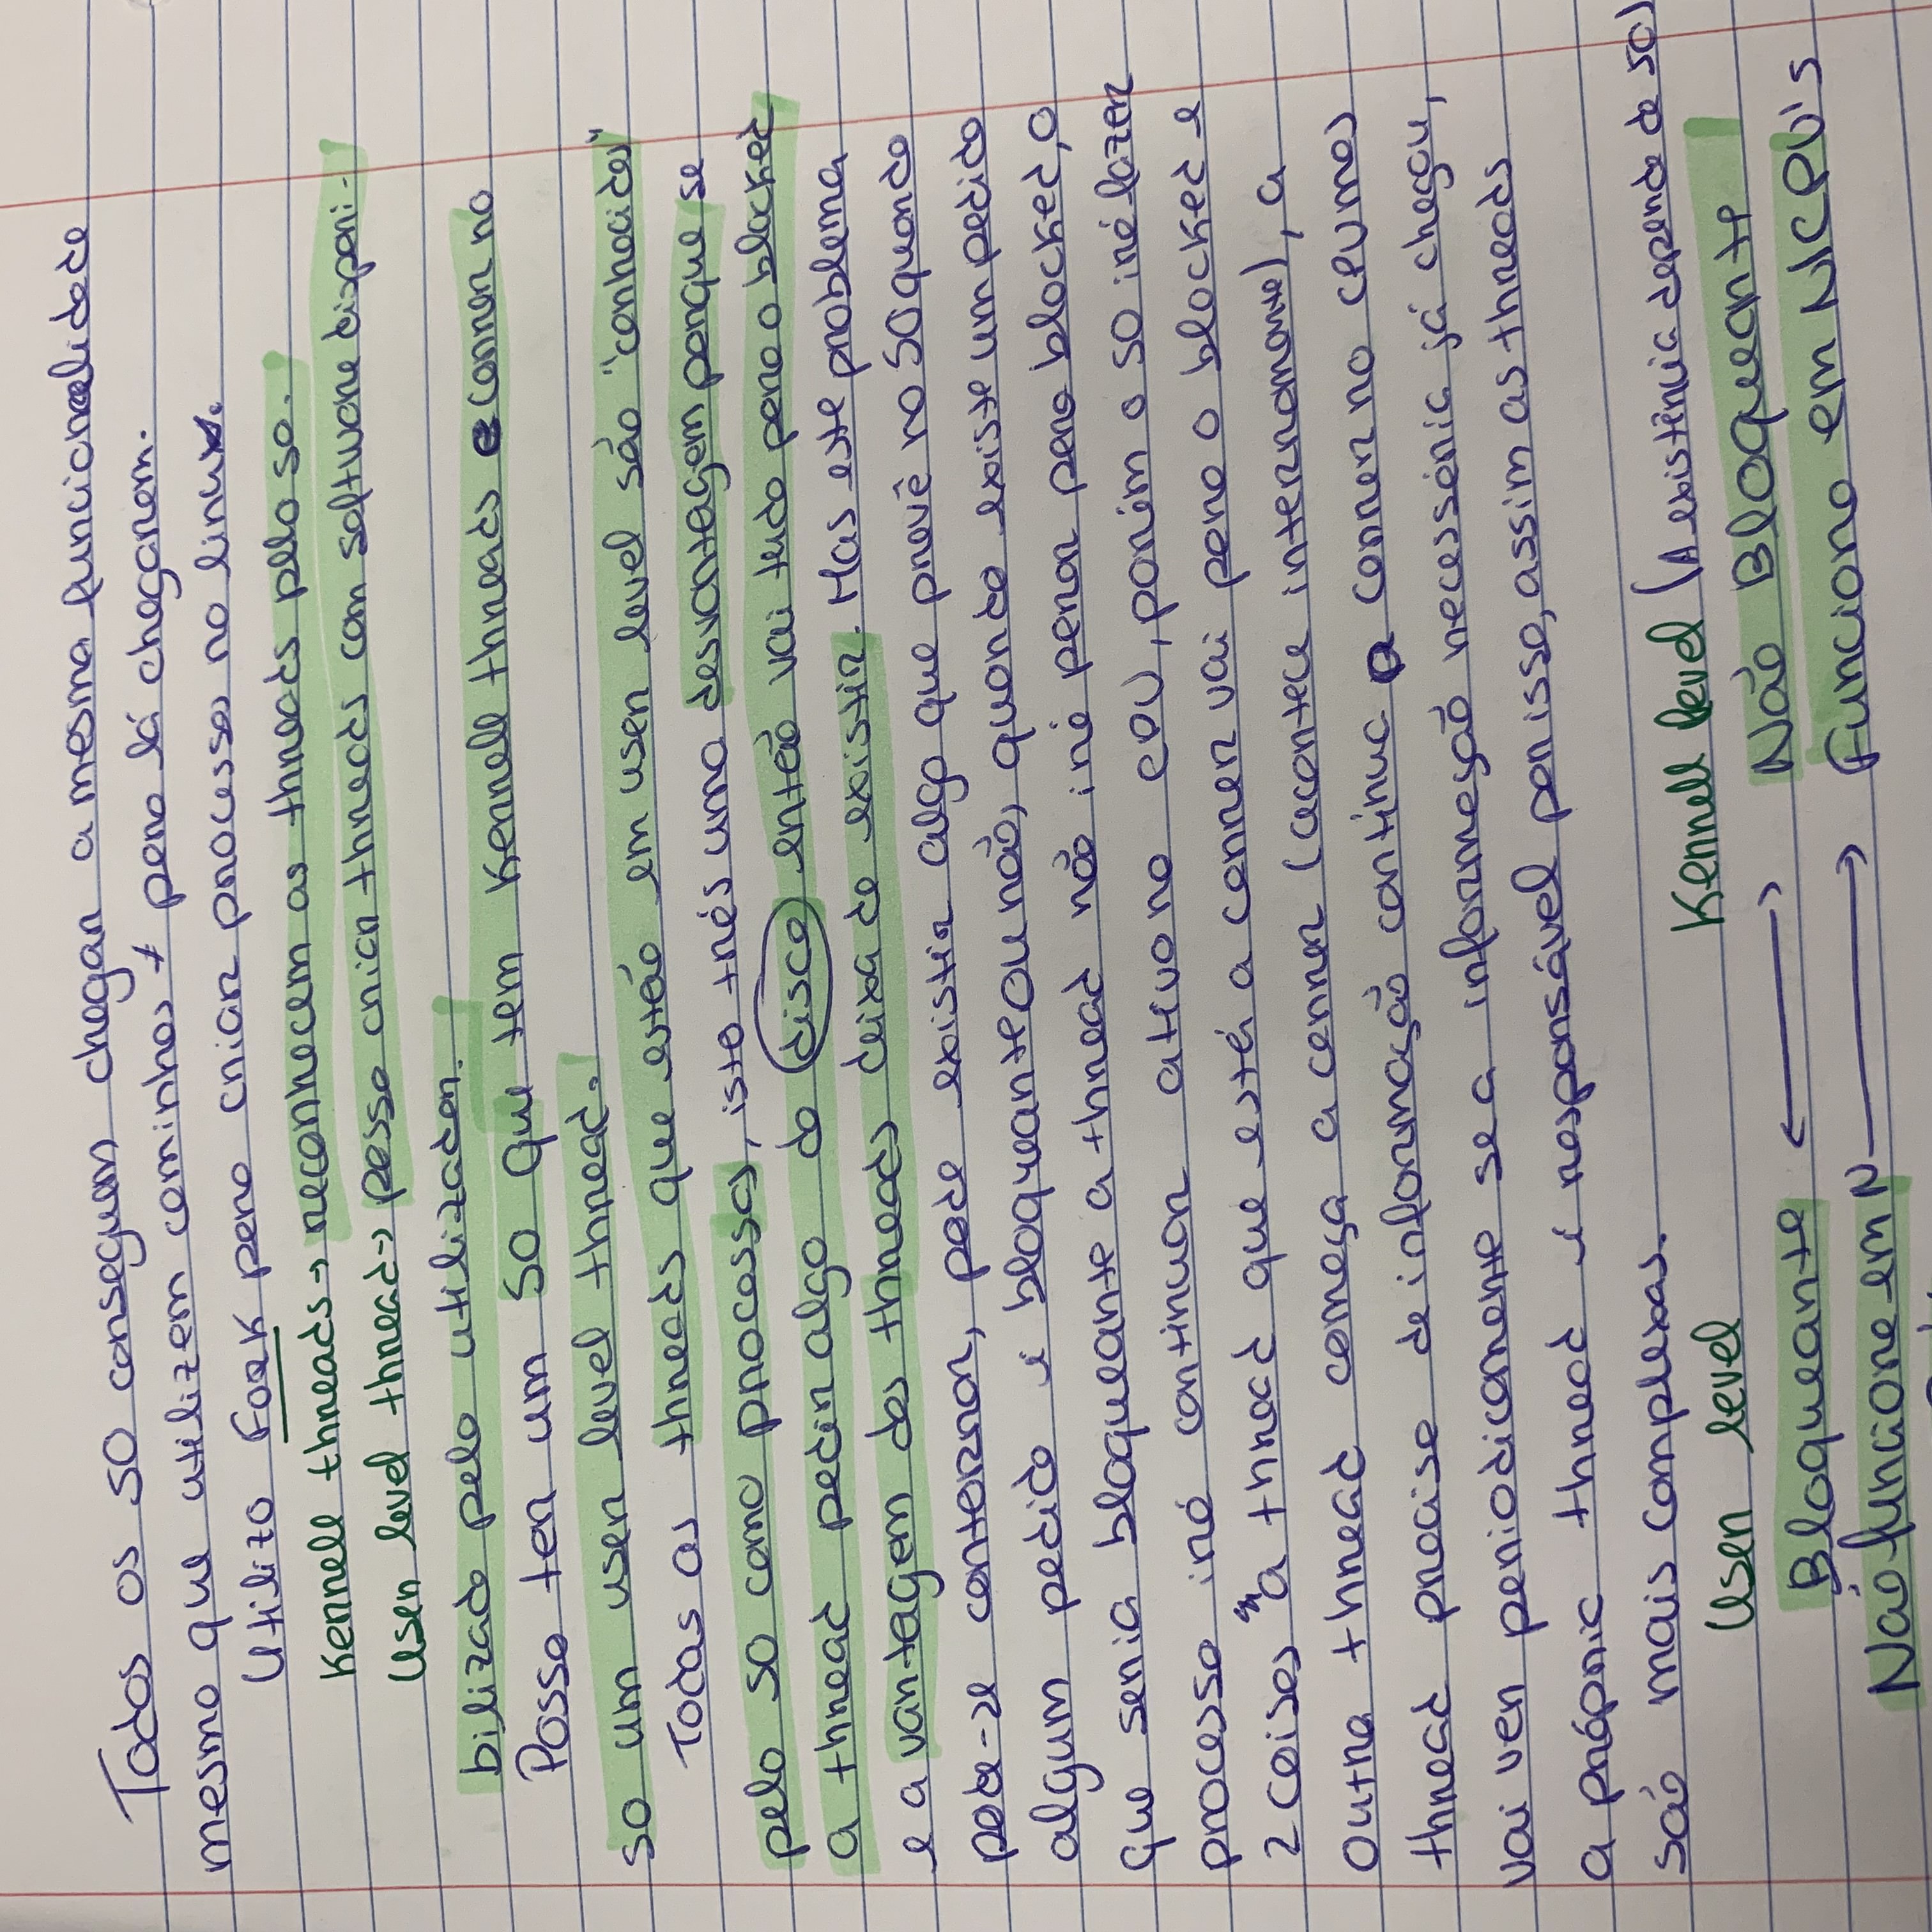 Todos os SO conseguem chegar a mesma funcionalidade
mesmo que utilizem caminhos ≠ para lá chegarem.
Utilizo Fork para criar processos no linux.
Kernell threads → reconhecem as threads pelo so.
User level thread → posso criar threads com software disponi-
bilizado pelo utilizador.
Posso ter um SO que tem Kernell threads e correr no
so um user level thread.
Todas as threads que estão em user level são "conhecidas"
pelo so como processos, isto trás uma desvantagem porque se
a thread pedir algo do disco então vai tudo para o blocked
e a vantagem das threads deixa de existir. Mas este problema
pode-se contornar, pode existir algo que provê no SO quando
algum pedido é bloqueante ou não, quando existe um pedido
que seria bloqueante a thread não irá parar para blocked, o
processo irá continuar ativo no CPU, porém o so irá fazer
2 coisas a thread que está a correr vai para o blocked e
outra thread começa a correr (acontece internamente), a
thread precisa de informação continua a correr no CPU mas
vai ver periodicamente se a informação necessária já chegou,
a própria thread é responsável por isso, assim as threads
são mais complexas.
User level Kernell level (A existência depende do SO)
Bloqueante ⟷ Não Bloqueante
Não funciona em N ⟶ Funciona em N CPU's